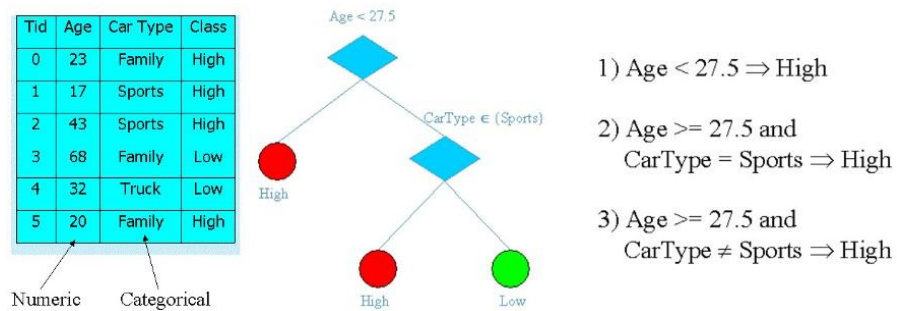 Tid Age Car Type Class
0 23 Family High
1 17 Sports High
2 43 Sports High
3 68 Family Low
4 32 Truck Low
5 20 Family High
Numeric Categorical
Age < 27.5
CarType ∈ {Sports}
High
High Low
1) Age < 27.5 ⇒ High
2) Age >= 27.5 and
CarType = Sports ⇒ High
3) Age >= 27.5 and
CarType ≠ Sports ⇒ High